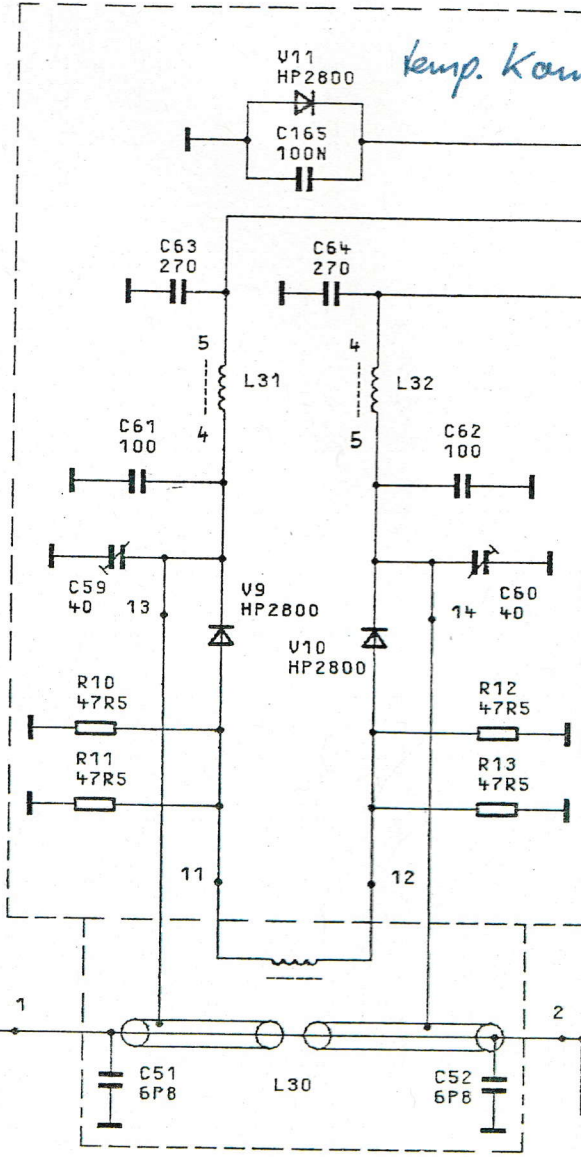 V11
HP2800
temp. Kom
C165
100N
C63
270
C64
270
5
4
L31
L32
4
5
C61
100
C62
100
C59
40
13
V9
HP2800
V10
HP2800
14
C60
40
R10
47R5
R12
47R5
R11
47R5
R13
47R5
11
12
1
2
C51
6P8
L30
C52
6P8